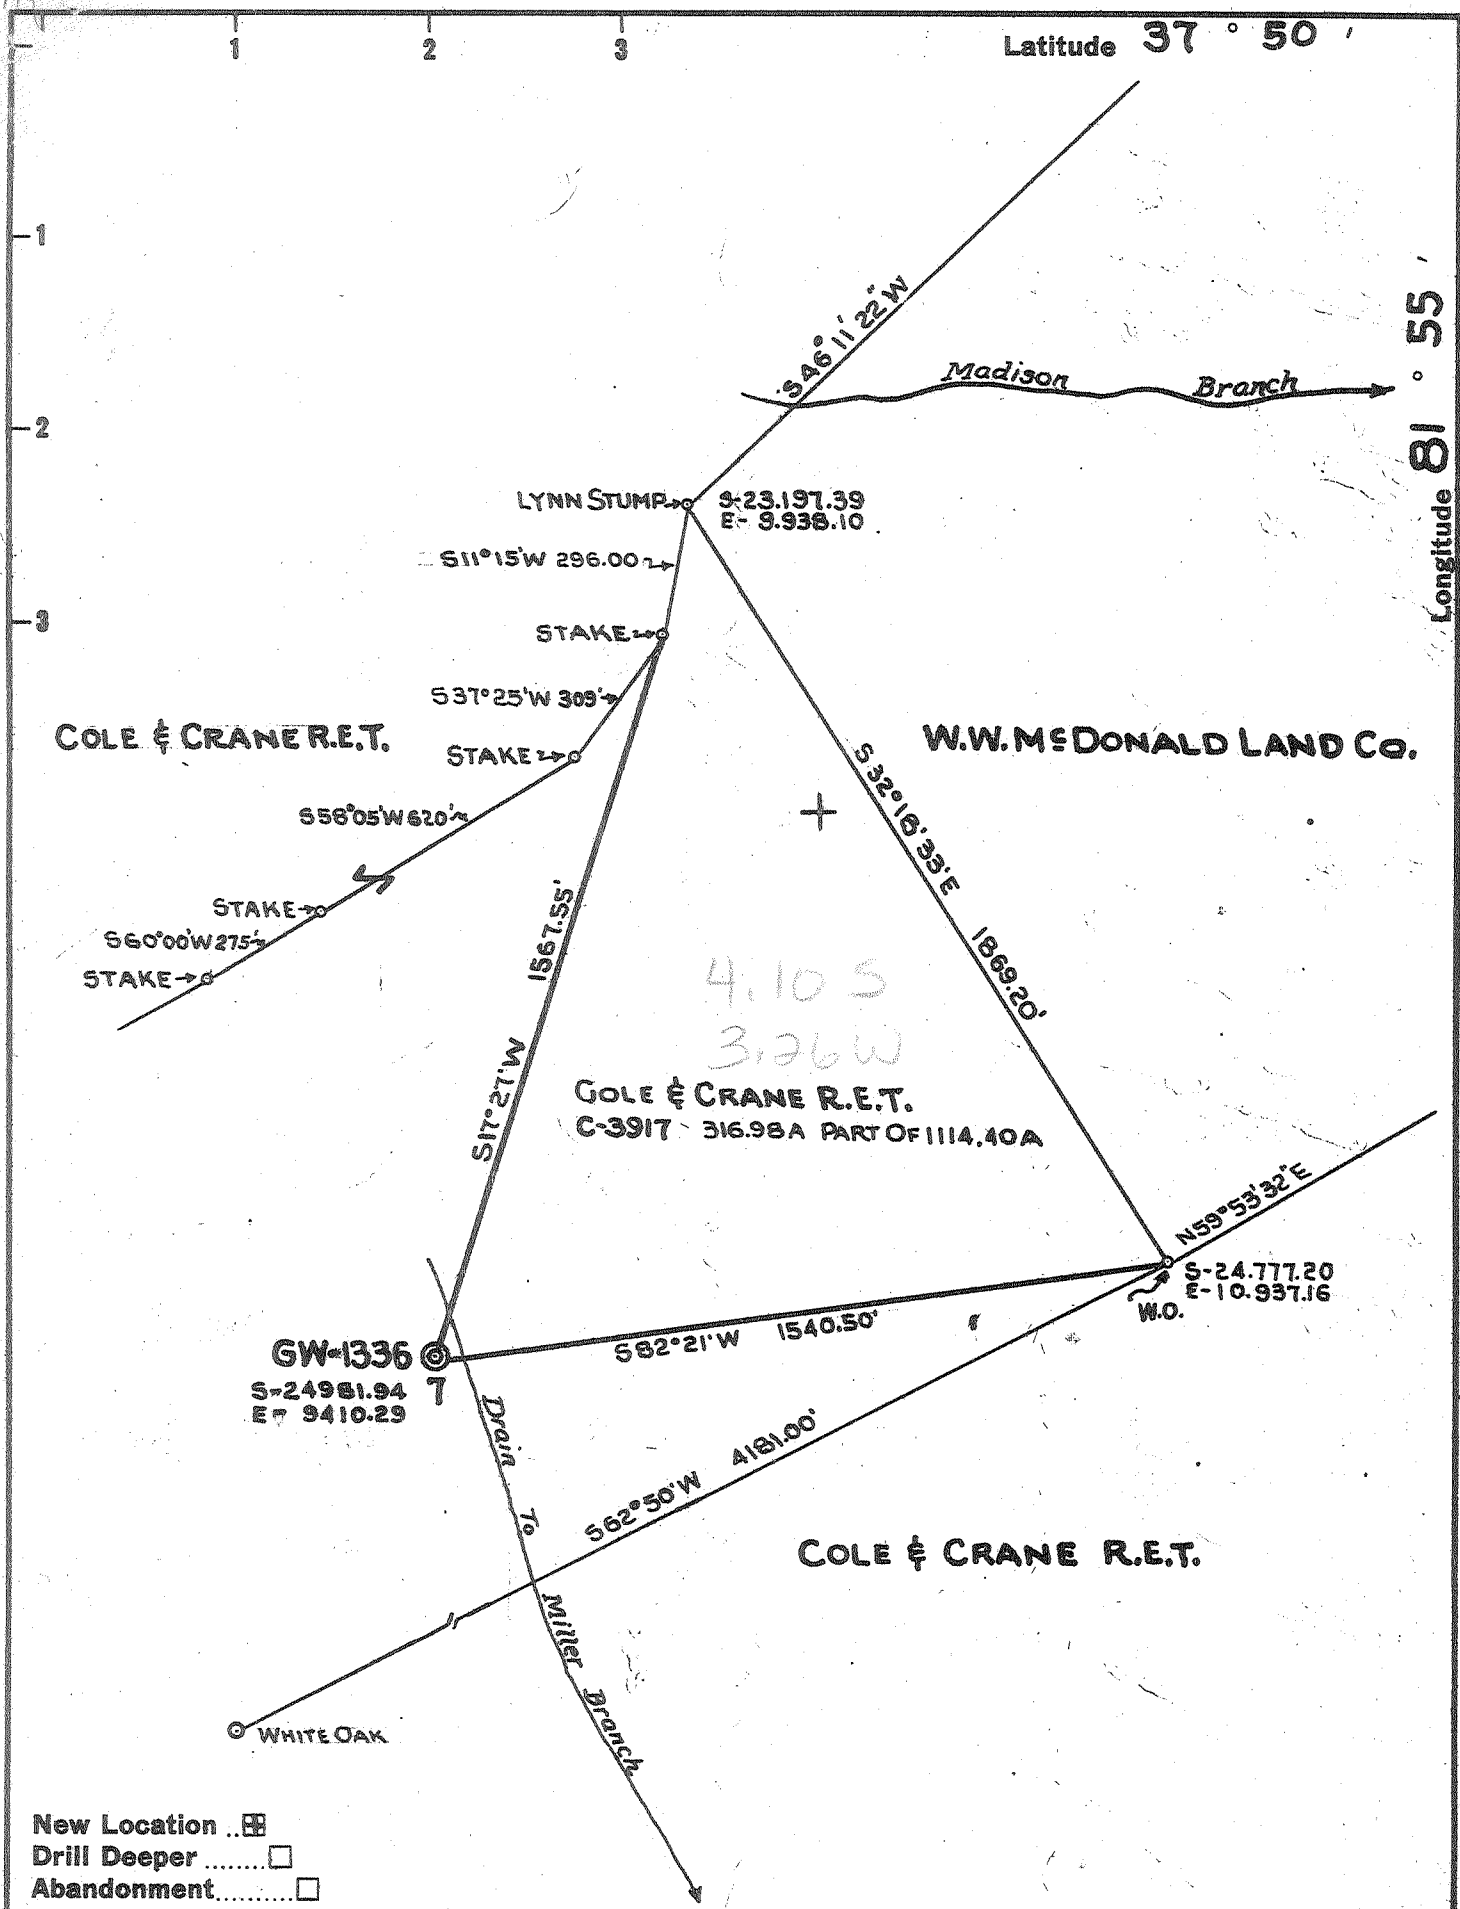 1 2 3 Latitude 37 ° 50 '
1
2
3
Longitude 81 ° 55 '
S46°11'22"W
Madison Branch
LYNN STUMP
S-23.197.39
E- 9.938.10
S11°15'W 296.00
STAKE
S37°25'W 309'
COLE & CRANE R.E.T.
W.W. McDONALD LAND CO.
STAKE
S58°05'W 620'
S32°18'33"E 1869.20'
STAKE
S60°00'W 275'
STAKE
S17°27'W 1567.55'
4.10 S
3.26 W
COLE & CRANE R.E.T.
C-3917 316.98A PART OF 1114.40A
N59°53'32"E
S-24.777.20
E-10.937.16
W.O.
S82°21'W 1540.50'
GW-1336
S-24981.94
E- 9410.29
7
Drain To Miller Branch
S62°50'W 4181.00'
COLE & CRANE R.E.T.
WHITE OAK
New Location ..
Drill Deeper ........
Abandonment..........